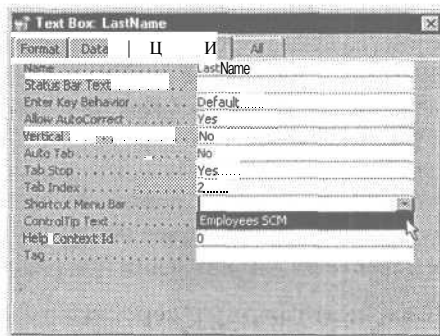 Text Box: LastName
Format Data | Ц И All
Name LastName
Status Bar Text
Enter Key Behavior Default
Allow AutoCorrect Yes
Vertical No
Auto Tab No
Tab Stop Yes
Tab Index 2
Shortcut Menu Bar
ControlTip Text Employees SCM
Help Context Id 0
Tag